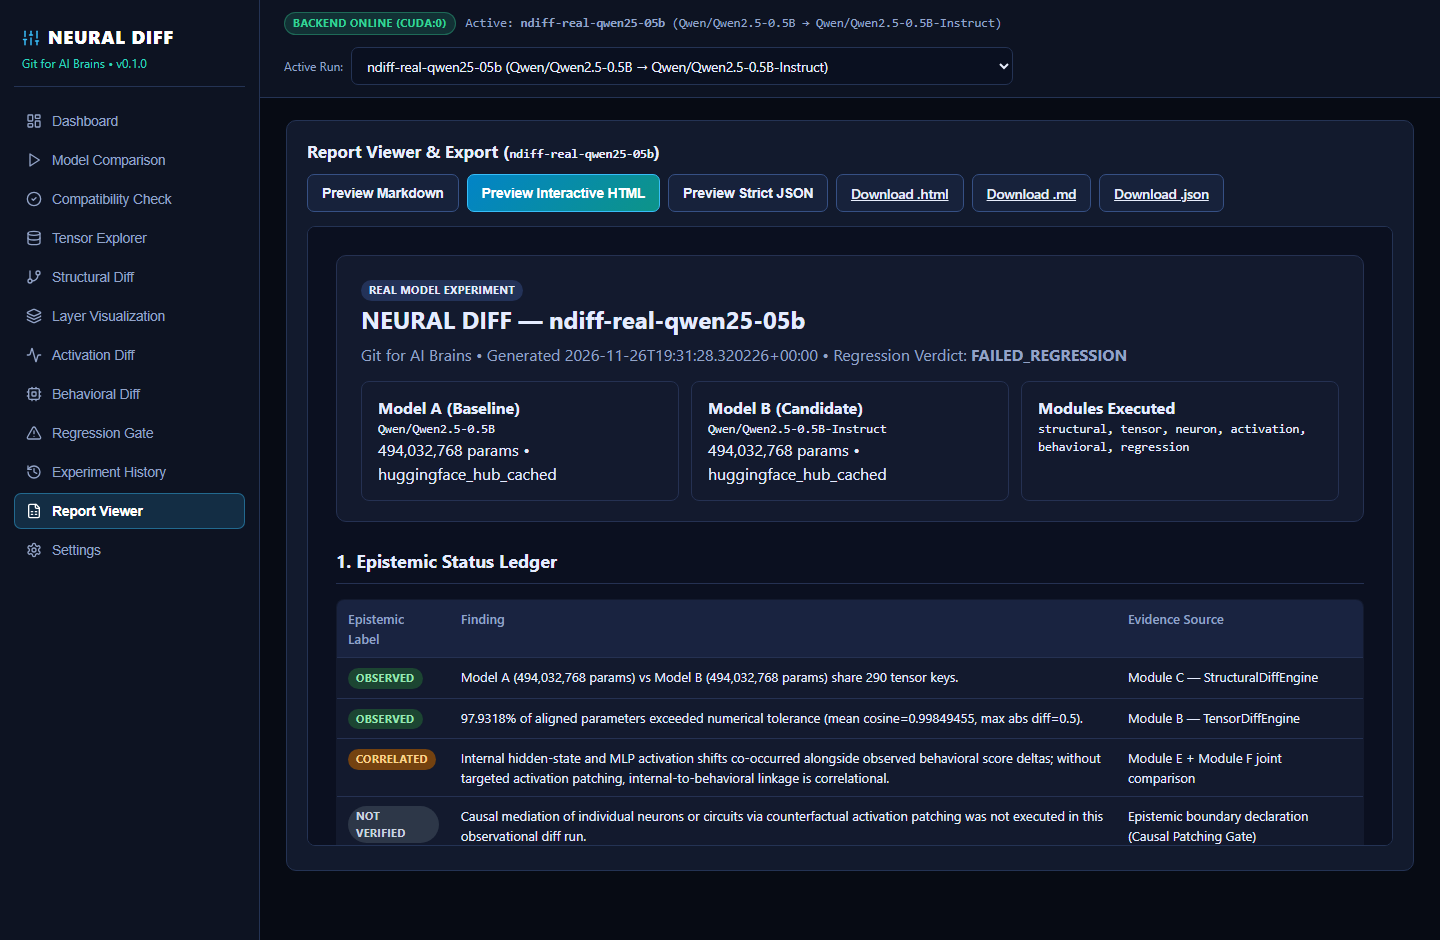 NEURAL DIFF
Git for AI Brains • v0.1.0
Dashboard
Model Comparison
Compatibility Check
Tensor Explorer
Structural Diff
Layer Visualization
Activation Diff
Behavioral Diff
Regression Gate
Experiment History
Report Viewer
Settings
BACKEND ONLINE (CUDA:0) Active: ndiff-real-qwen25-05b (Qwen/Qwen2.5-0.5B → Qwen/Qwen2.5-0.5B-Instruct)
Active Run: ndiff-real-qwen25-05b (Qwen/Qwen2.5-0.5B → Qwen/Qwen2.5-0.5B-Instruct)
Report Viewer & Export (ndiff-real-qwen25-05b)
Preview Markdown Preview Interactive HTML Preview Strict JSON Download .html Download .md Download .json
REAL MODEL EXPERIMENT
NEURAL DIFF — ndiff-real-qwen25-05b
Git for AI Brains • Generated 2026-11-26T19:31:28.320226+00:00 • Regression Verdict: FAILED_REGRESSION
Model A (Baseline)
Qwen/Qwen2.5-0.5B
494,032,768 params •
huggingface_hub_cached
Model B (Candidate)
Qwen/Qwen2.5-0.5B-Instruct
494,032,768 params •
huggingface_hub_cached
Modules Executed
structural, tensor, neuron, activation,
behavioral, regression
1. Epistemic Status Ledger
Epistemic
Label
Finding
Evidence Source
OBSERVED
Model A (494,032,768 params) vs Model B (494,032,768 params) share 290 tensor keys.
Module C — StructuralDiffEngine
OBSERVED
97.9318% of aligned parameters exceeded numerical tolerance (mean cosine=0.99849455, max abs diff=0.5).
Module B — TensorDiffEngine
CORRELATED
Internal hidden-state and MLP activation shifts co-occurred alongside observed behavioral score deltas; without
targeted activation patching, internal-to-behavioral linkage is correlational.
Module E + Module F joint
comparison
NOT
VERIFIED
Causal mediation of individual neurons or circuits via counterfactual activation patching was not executed in this
observational diff run.
Epistemic boundary declaration
(Causal Patching Gate)